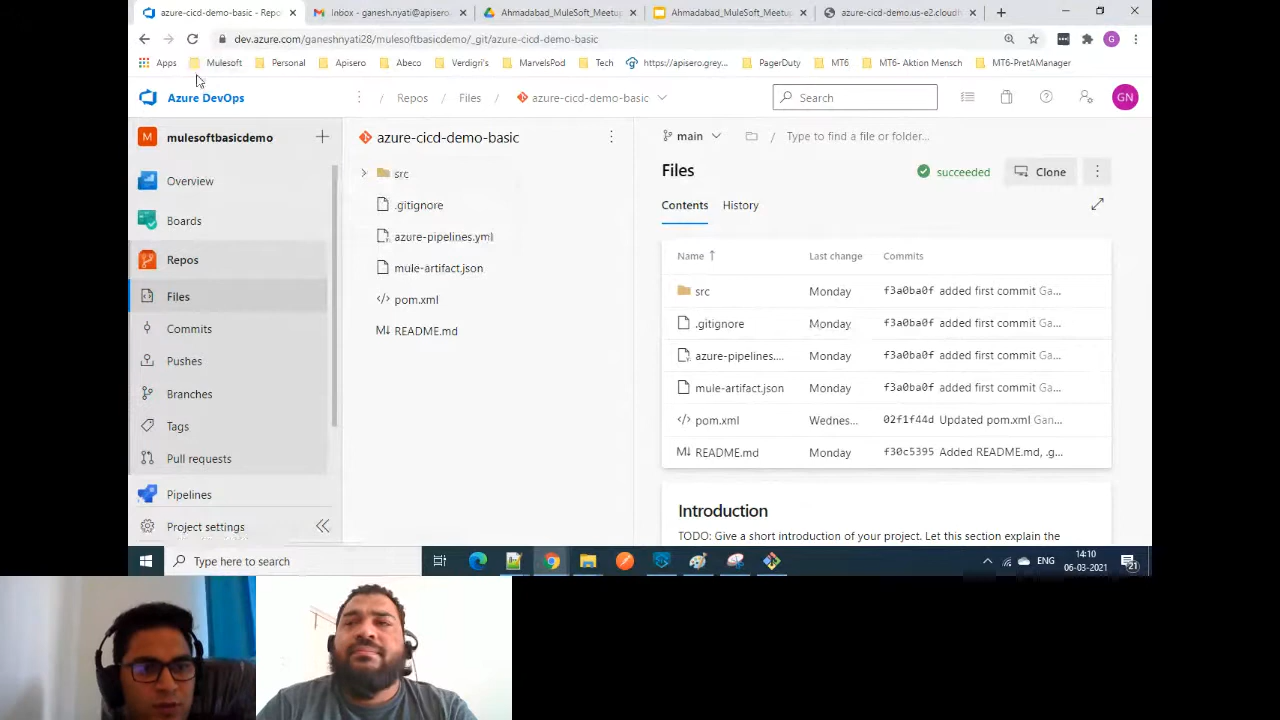 azure-cicd-demo-basic - Repo
Inbox - ganesh.nyati@apisero.
Ahmadabad_MuleSoft_Meetup
Ahmadabad_MuleSoft_Meetup
azure-cicd-demo.us-e2.cloudh
dev.azure.com/ganeshnyati28/mulesoftbasicdemo/_git/azure-cicd-demo-basic
G
Apps
Mulesoft
Personal
Apisero
Abeco
Verdigri's
MarvelsPod
Tech
https://apisero.grey...
PagerDuty
MT6
MT6- Aktion Mensch
MT6-PretAManager
Azure DevOps
/ Repos / Files / azure-cicd-demo-basic
Search
GN
M mulesoftbasicdemo
Overview
Boards
Repos
Files
Commits
Pushes
Branches
Tags
Pull requests
Pipelines
Project settings
azure-cicd-demo-basic
src
.gitignore
azure-pipelines.yml
mule-artifact.json
pom.xml
M↓ README.md
main / Type to find a file or folder...
Files
succeeded
Clone
Contents History
Name ↑ Last change Commits
src Monday f3a0ba0f added first commit Ga...
.gitignore Monday f3a0ba0f added first commit Ga...
azure-pipelines.... Monday f3a0ba0f added first commit Ga...
mule-artifact.json Monday f3a0ba0f added first commit Ga...
pom.xml Wednes... 02f1f44d Updated pom.xml Gan...
M↓ README.md Monday f30c5395 Added README.md, .g...
Introduction
TODO: Give a short introduction of your project. Let this section explain the
Type here to search
ENG
14:10
06-03-2021
21